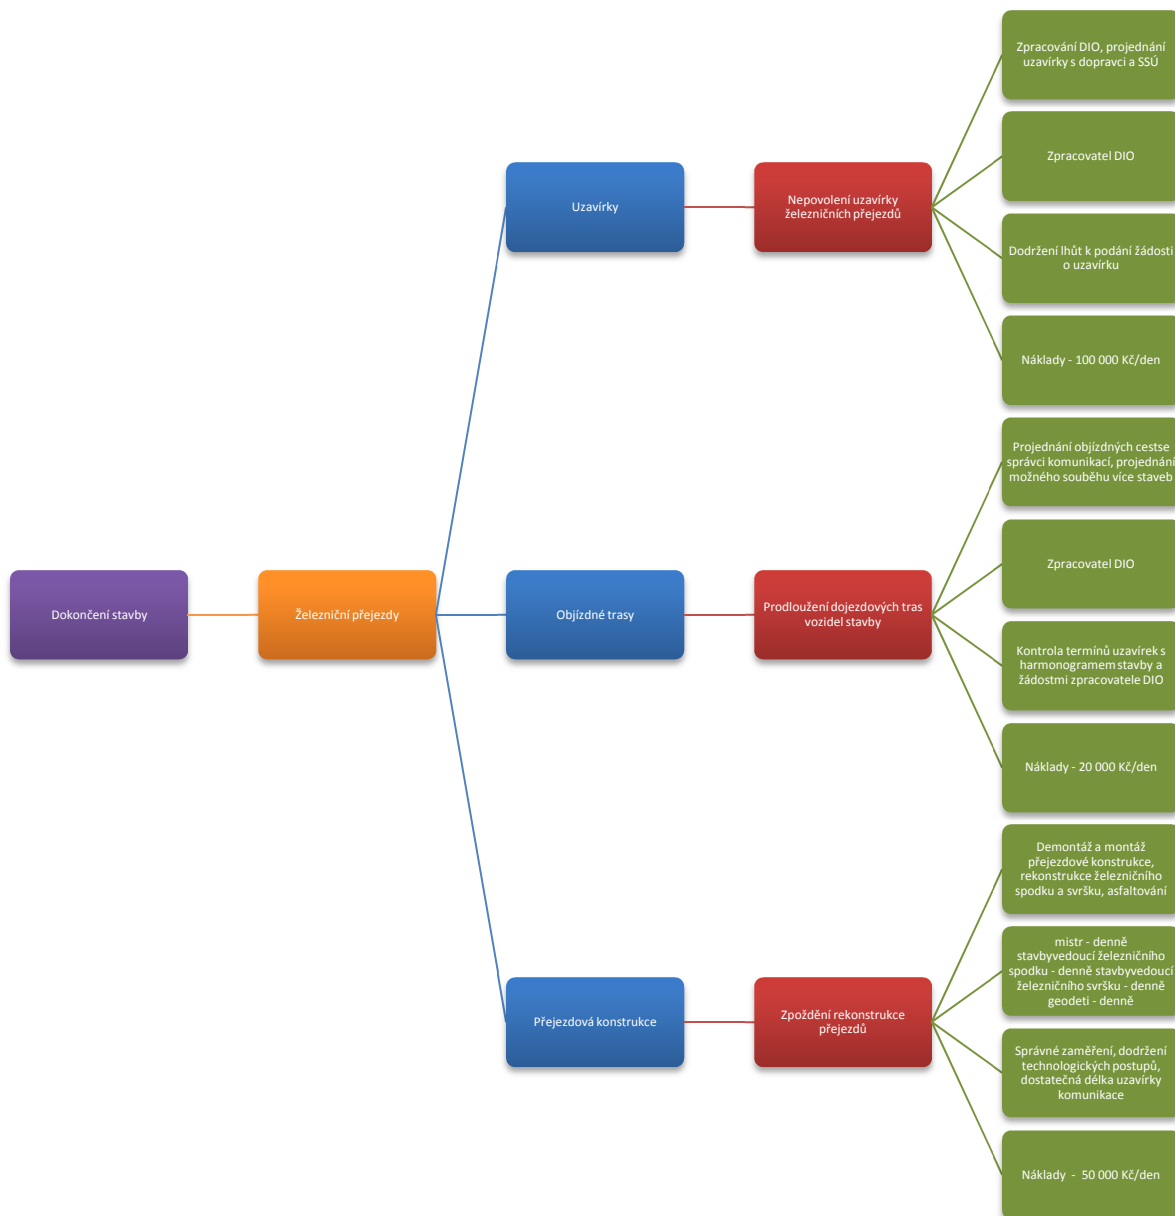 Zpracování DIO, projednání
uzavírky s dopravci a SSÚ
Zpracovatel DIO
Uzavírky
Nepovolení uzavírky
železničních přejezdů
Dodržení lhůt k podání žádosti
o uzavírku
Náklady - 100 000 Kč/den
Projednání objízdných cestse
správci komunikací, projednání
možného souběhu více staveb
Zpracovatel DIO
Dokončení stavby
Železniční přejezdy
Objízdné trasy
Prodloužení dojezdových tras
vozidel stavby
Kontrola termínů uzavírek s
harmonogramem stavby a
žádostmi zpracovatele DIO
Náklady - 20 000 Kč/den
Demontáž a montáž
přejezdové konstrukce,
rekonstrukce železničního
spodku a svršku, asfaltování
mistr - denně
stavbyvedoucí železničního
spodku - denně stavbyvedoucí
železničního svršku - denně
geodeti - denně
Přejezdová konstrukce
Zpoždění rekonstrukce
přejezdů
Správné zaměření, dodržení
technologických postupů,
dostatečná délka uzavírky
komunikace
Náklady - 50 000 Kč/den